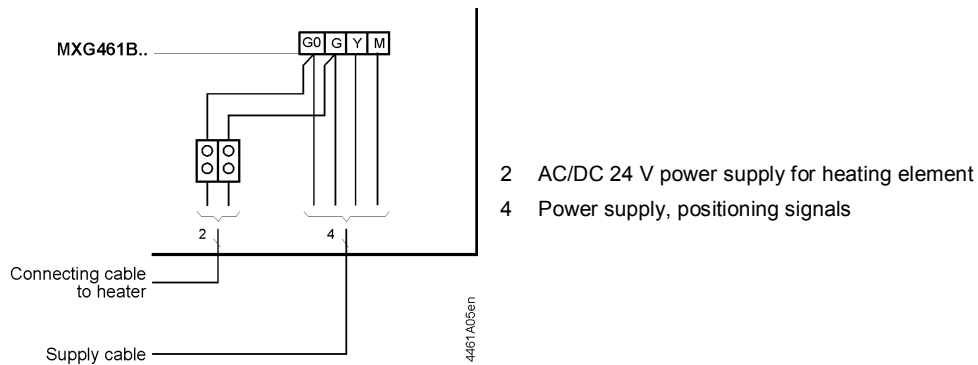 MXG461B..
G0 G Y M
2 AC/DC 24 V power supply for heating element
4 Power supply, positioning signals
2
4
Connecting cable
to heater
Supply cable
4461A05en